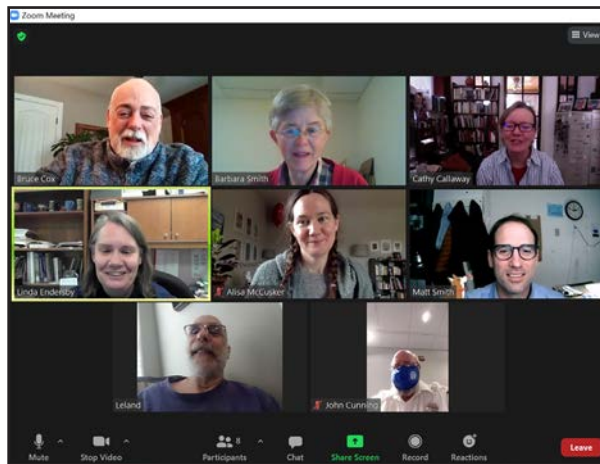 Zoom Meeting
View
Bruce Cox
Barbara Smith
Cathy Callaway
Linda Endersby
Alisa McCusker
Matt Smith
Leland
John Cunning
8
Mute
Stop Video
Participants
Chat
Share Screen
Record
Reactions
Leave